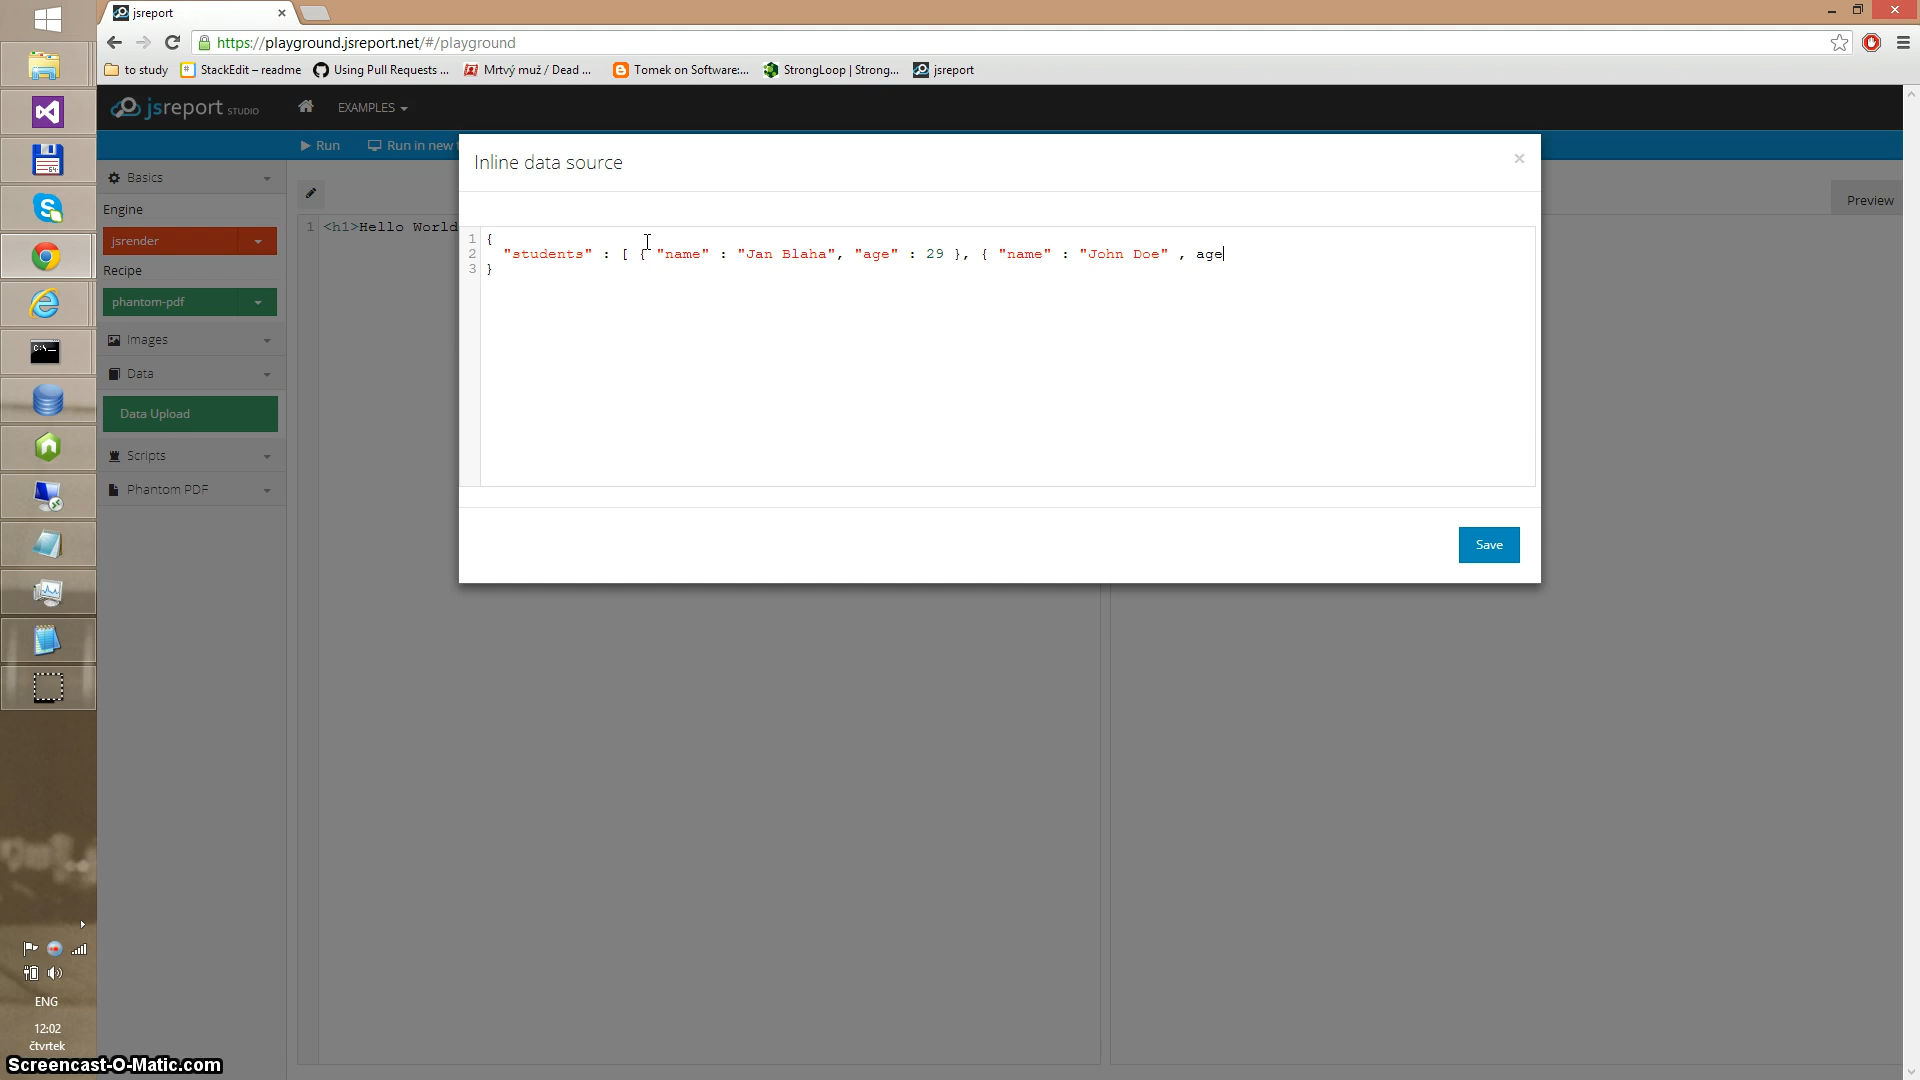 jsreport
https://playground.jsreport.net/#/playground
to study
StackEdit – readme
Using Pull Requests ...
Mrtvý muž / Dead ...
Tomek on Software:...
StrongLoop | Strong...
jsreport
jsreport STUDIO
EXAMPLES
Run
Run in new t
Inline data source
×
Basics
Engine
jsrender
Recipe
phantom-pdf
Images
Data
Data Upload
Scripts
Phantom PDF
Preview
1 <h1>Hello World
1 {
2 "students" : [ { "name" : "Jan Blaha", "age" : 29 }, { "name" : "John Doe" , age
3 }
Save
C:\
64
ENG
12:02
čtvrtek
Screencast-O-Matic.com